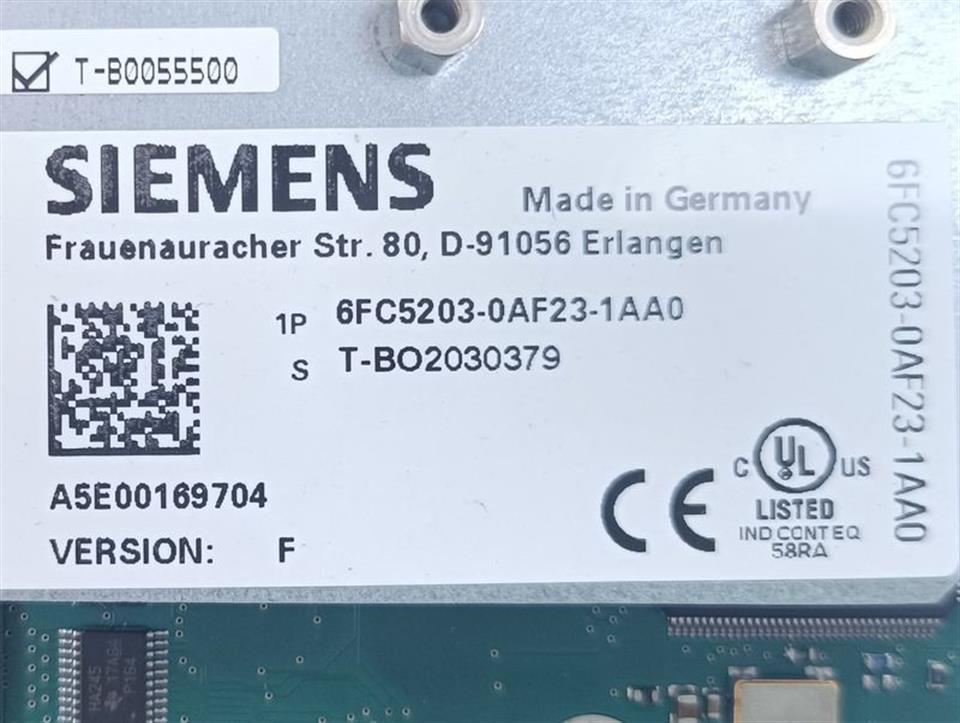 T-B0055500
SIEMENS
Made in Germany
Frauenauracher Str. 80, D-91056 Erlangen
1P 6FC5203-0AF23-1AA0
S T-BO2030379
A5E00169704
VERSION: F
CE
C UL US
LISTED
IND CONT EQ
58RA
6FC5203-0AF23-1AA0
HA245